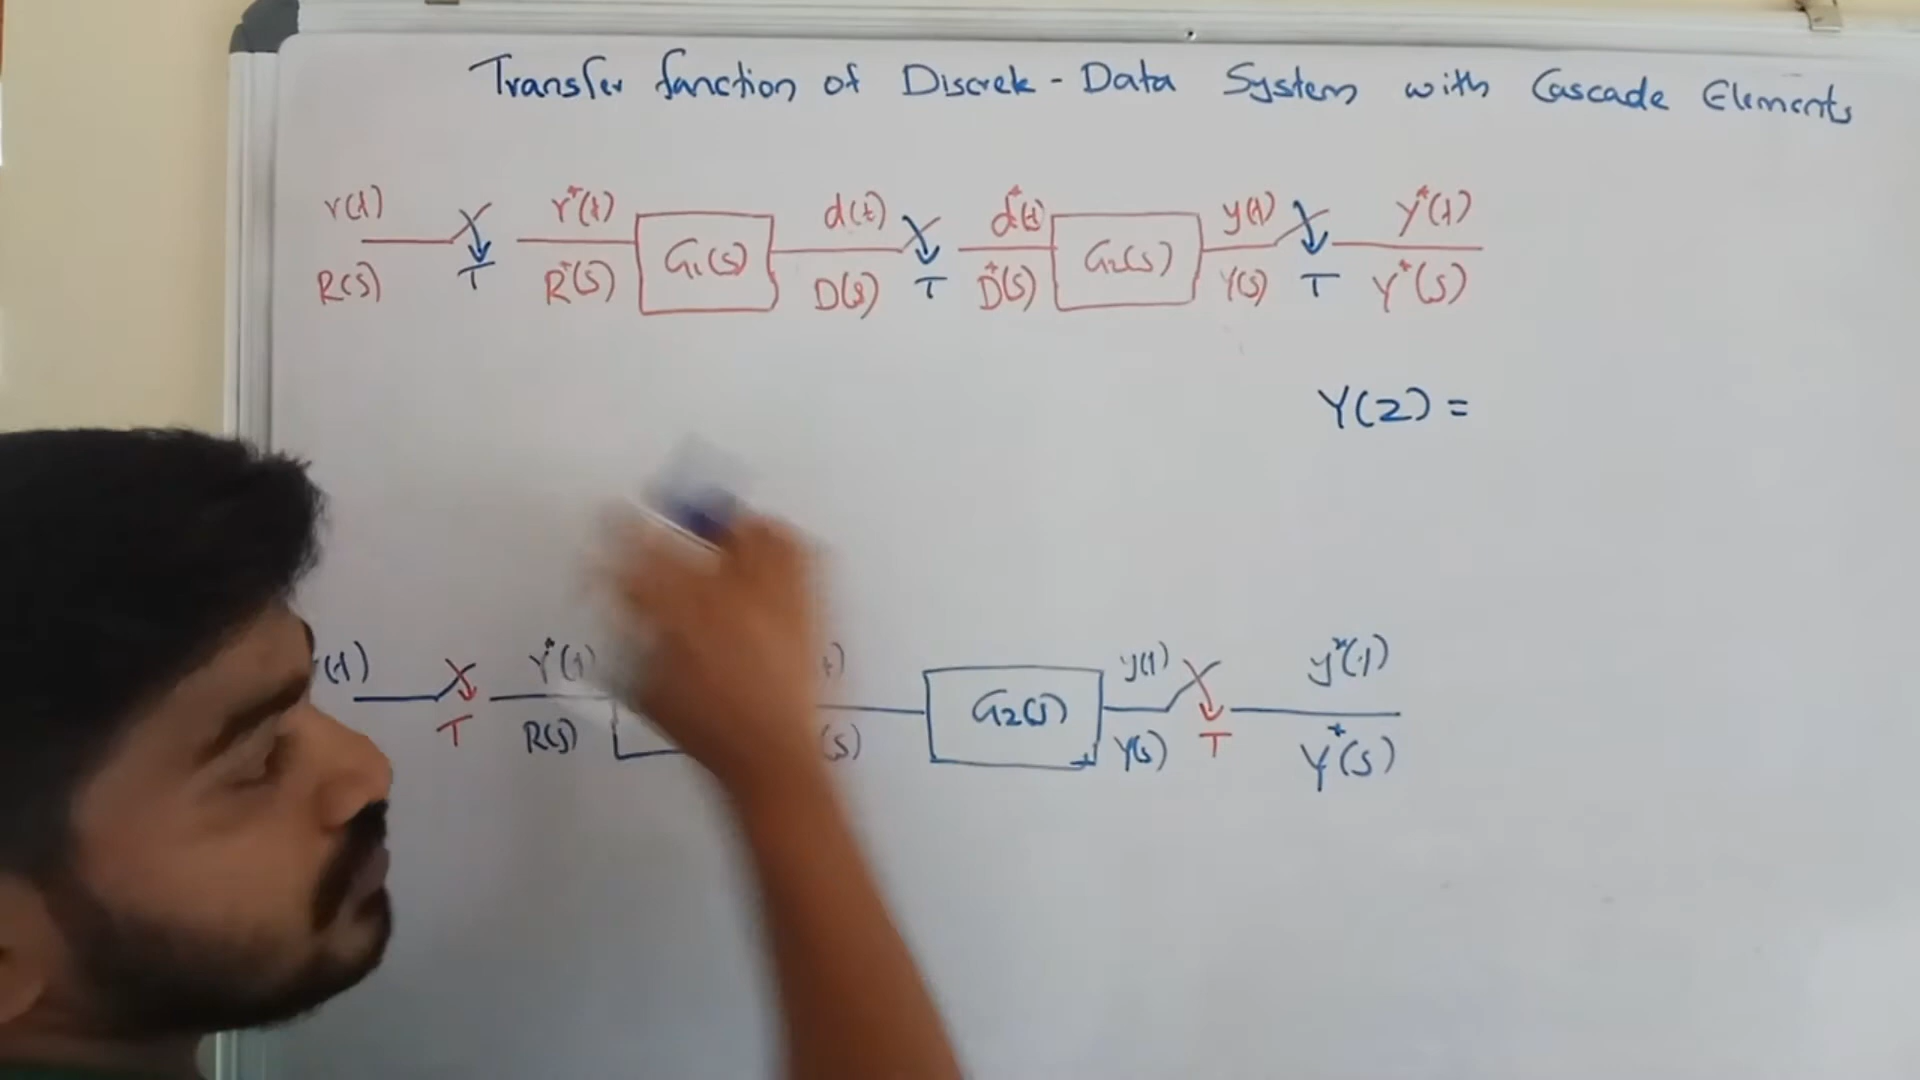 Transfer function of Discrete - Data System with Cascade Elements
r(t) r*(t) d(t) d*(t) y(t) y*(t)
G1(s) G2(s)
R(s) T R*(s) D(s) T D*(s) Y(s) T Y*(s)
Y(z) =
(t) r*(t) t) y(t) y*(t)
G2(s)
T R(s) (s) Y(s) T Y*(s)